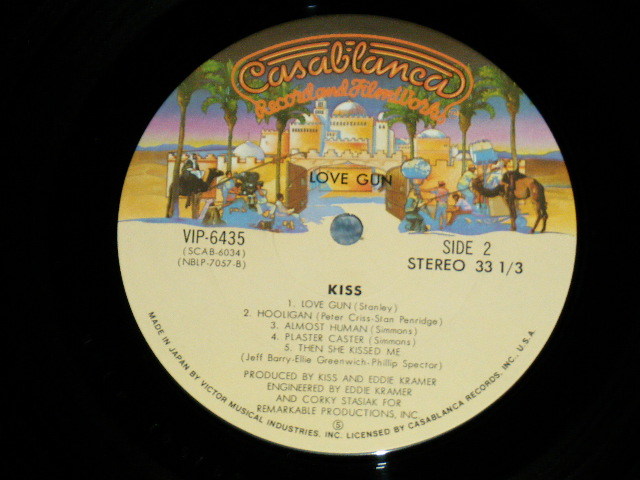 Casablanca
Record and FilmWorks
LOVE GUN
VIP-6435
(SCAB-6034)
(NBLP-7057-B)
SIDE 2
STEREO 33 1/3
KISS
1. LOVE GUN (Stanley)
2. HOOLIGAN (Peter Criss-Stan Penridge)
3. ALMOST HUMAN (Simmons)
4. PLASTER CASTER (Simmons)
5. THEN SHE KISSED ME
(Jeff Barry-Ellie Greenwich-Phillip Spector)
PRODUCED BY KISS AND EDDIE KRAMER
ENGINEERED BY EDDIE KRAMER
AND CORKY STASIAK FOR
REMARKABLE PRODUCTIONS, INC.
Ⓢ
MADE IN JAPAN BY VICTOR MUSICAL INDUSTRIES, INC. LICENSED BY CASABLANCA RECORDS, INC., U.S.A.